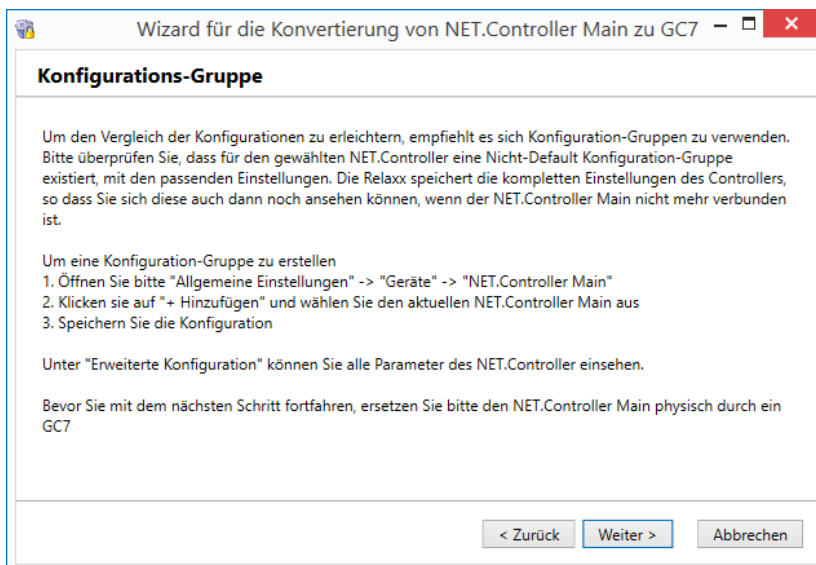 Wizard für die Konvertierung von NET.Controller Main zu GC7
Konfigurations-Gruppe
Um den Vergleich der Konfigurationen zu erleichtern, empfiehlt es sich Konfiguration-Gruppen zu verwenden.
Bitte überprüfen Sie, dass für den gewählten NET.Controller eine Nicht-Default Konfiguration-Gruppe
existiert, mit den passenden Einstellungen. Die Relaxx speichert die kompletten Einstellungen des Controllers,
so dass Sie sich diese auch dann noch ansehen können, wenn der NET.Controller Main nicht mehr verbunden
ist.
Um eine Konfiguration-Gruppe zu erstellen
1. Öffnen Sie bitte "Allgemeine Einstellungen" -> "Geräte" -> "NET.Controller Main"
2. Klicken sie auf "+ Hinzufügen" und wählen Sie den aktuellen NET.Controller Main aus
3. Speichern Sie die Konfiguration
Unter "Erweiterte Konfiguration" können Sie alle Parameter des NET.Controller einsehen.
Bevor Sie mit dem nächsten Schritt fortfahren, ersetzen Sie bitte den NET.Controller Main physisch durch ein
GC7
< Zurück Weiter > Abbrechen